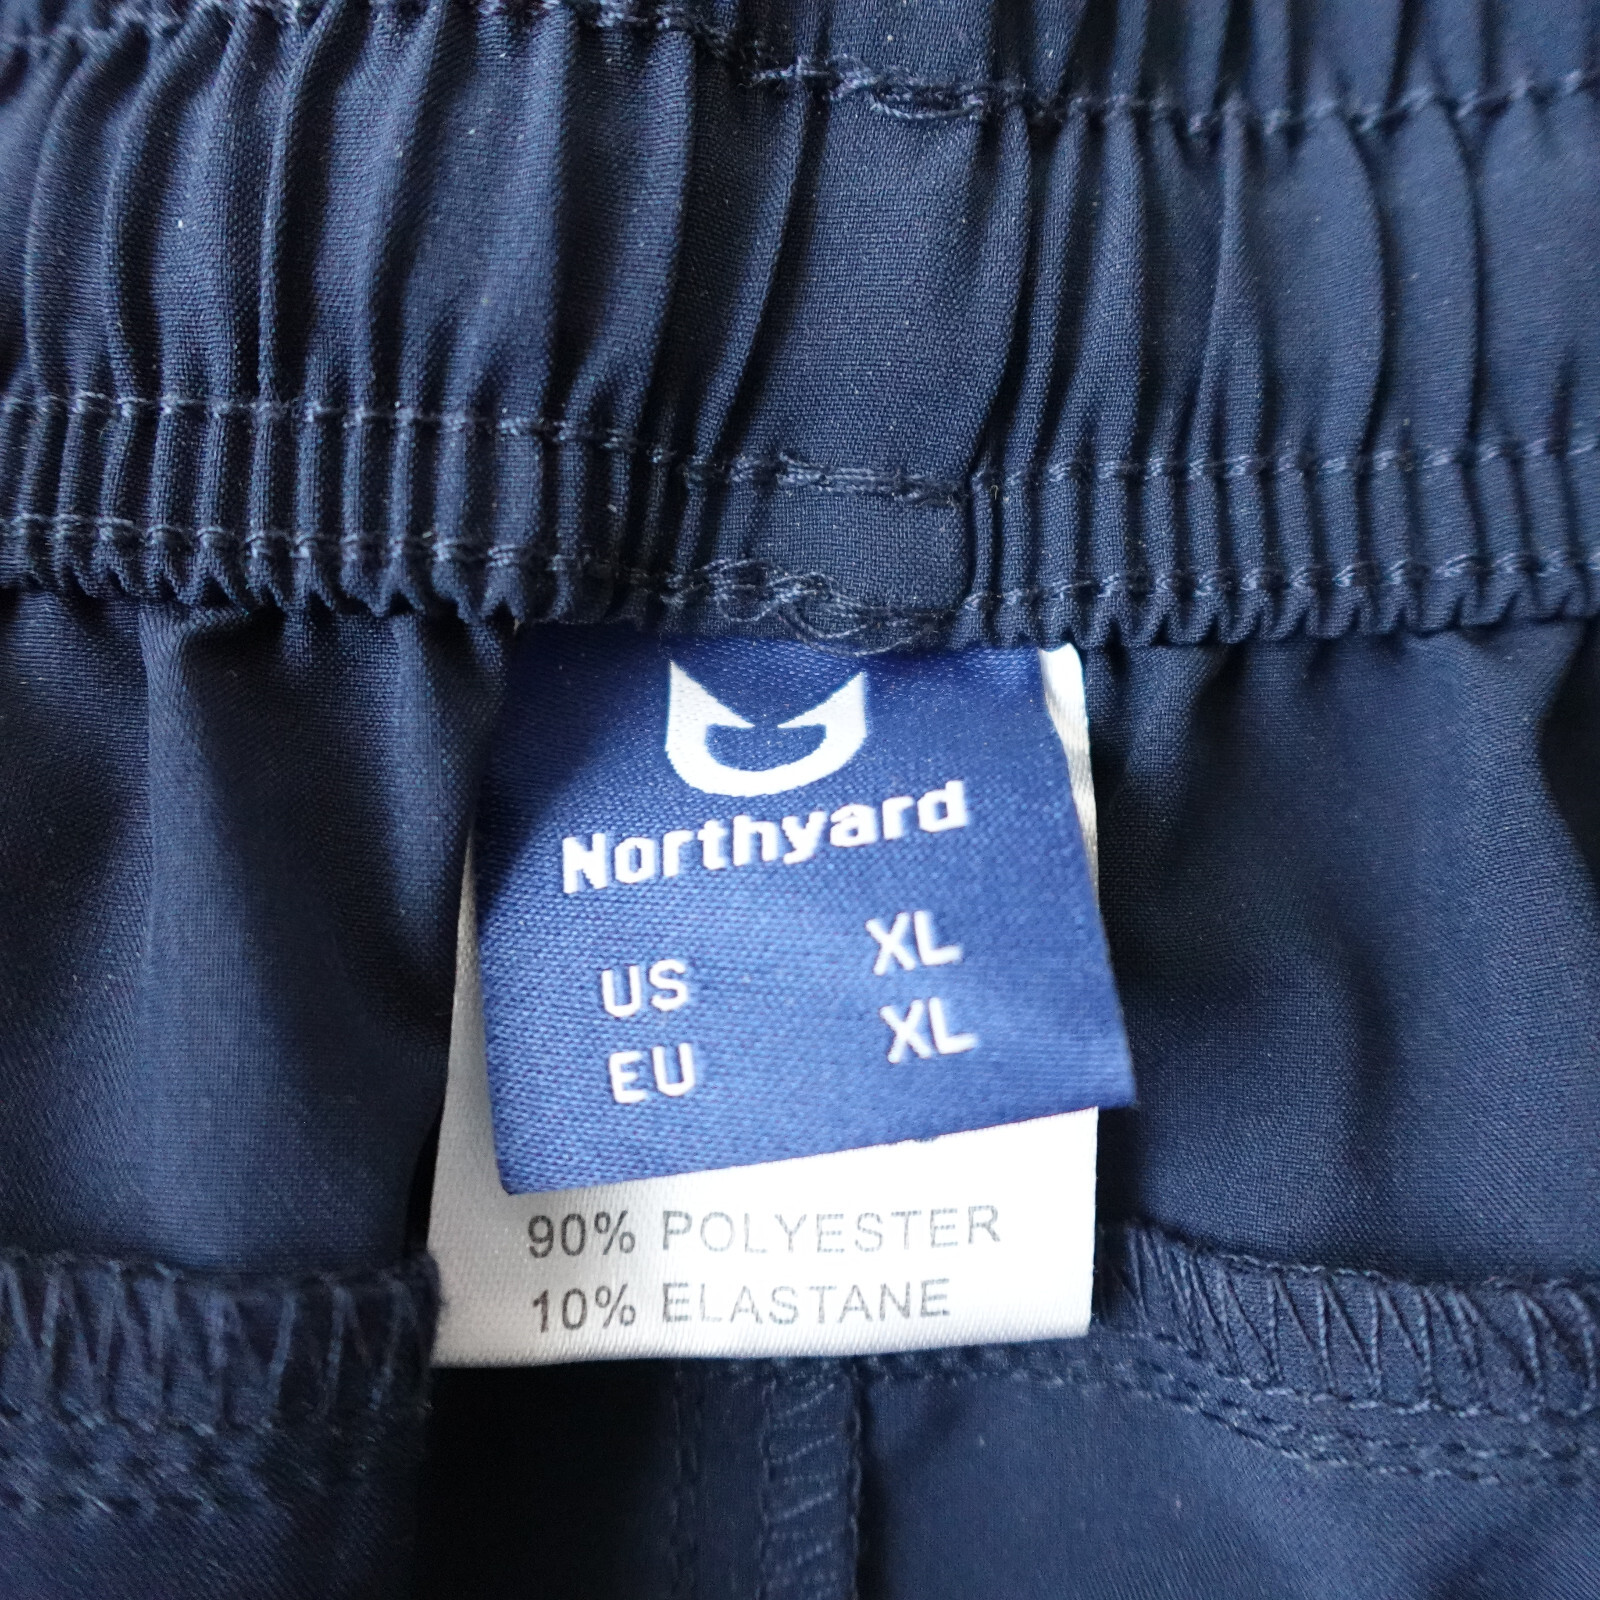 Northyard
US XL
EU XL
90% POLYESTER
10% ELASTANE